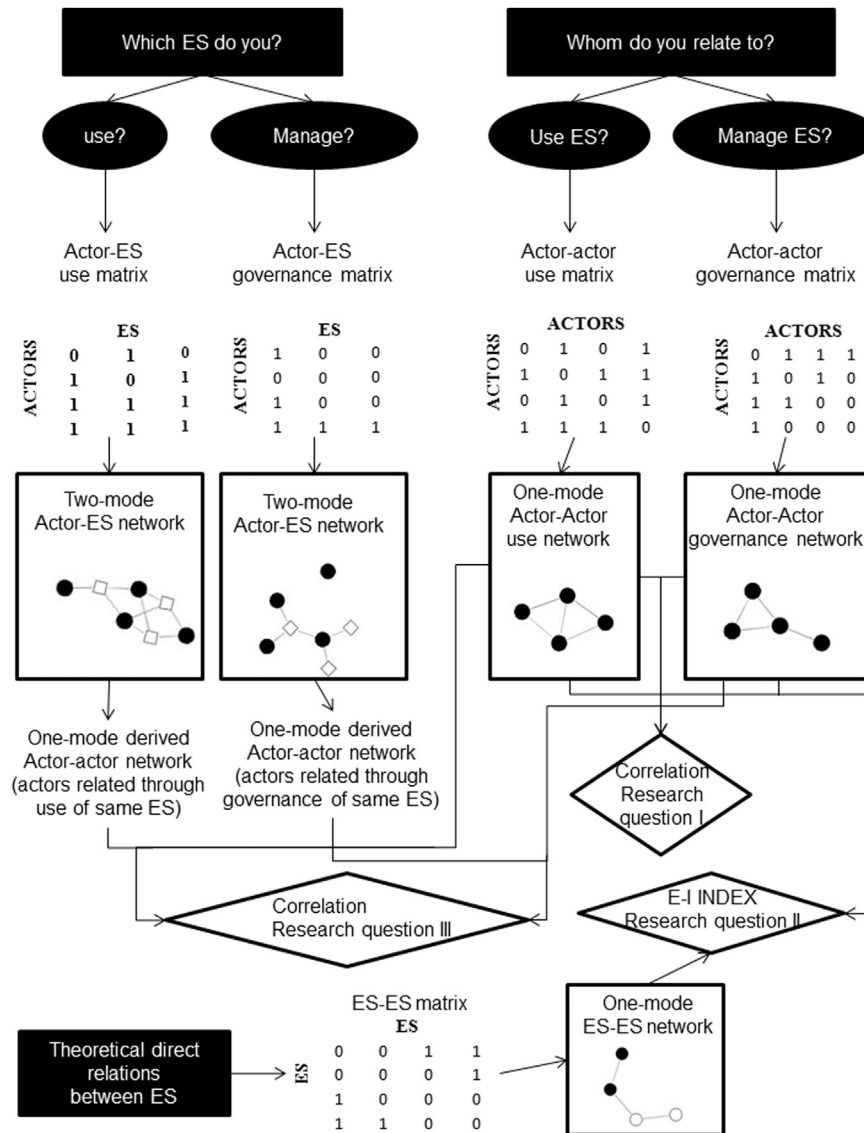 Which ES do you?
Whom do you relate to?
use?
Manage?
Use ES?
Manage ES?
Actor-ES
use matrix
Actor-ES
governance matrix
Actor-actor
use matrix
Actor-actor
governance matrix
ES
ACTORS
0 1 0
1 0 1
1 1 1
1 1 1
ES
ACTORS
1 0 0
0 0 0
1 0 0
1 1 1
ACTORS
ACTORS
0 1 0 1
1 0 1 1
0 1 0 1
1 1 1 0
ACTORS
ACTORS
0 1 1 1
1 0 1 0
1 1 0 0
1 0 0 0
Two-mode
Actor-ES network
Two-mode
Actor-ES network
One-mode
Actor-Actor
use network
One-mode
Actor-Actor
governance network
One-mode derived
Actor-actor network
(actors related through
use of same ES)
One-mode derived
Actor-actor network
(actors related through
governance of same ES)
Correlation
Research
question I
Correlation
Research question III
E-I INDEX
Research question II
Theoretical direct
relations
between ES
ES-ES matrix
ES
ES
0 0 1 1
0 0 0 1
1 0 0 0
1 1 0 0
One-mode
ES-ES network